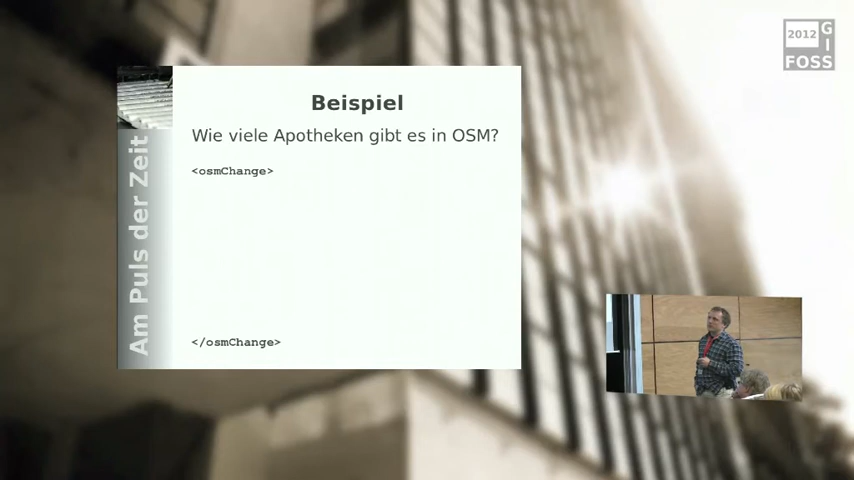 2012
G
I
FOSS
Beispiel
Wie viele Apotheken gibt es in OSM?
<osmChange>
</osmChange>
Am Puls der Zeit